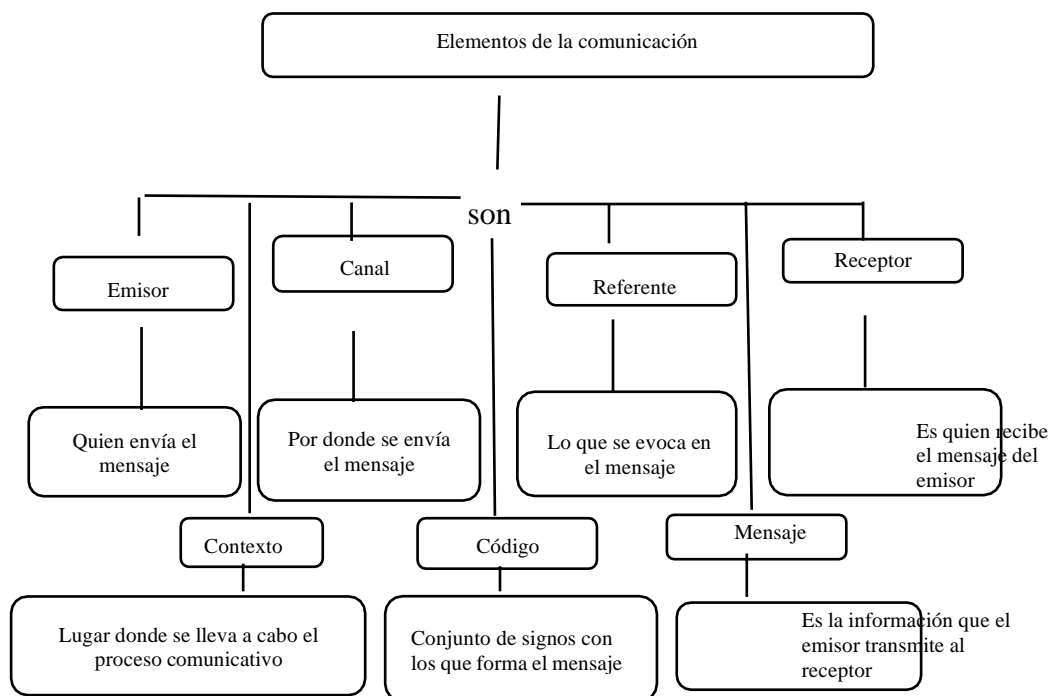 Elementos de la comunicación
son
Emisor
Canal
Referente
Receptor
Quien envía el
mensaje
Por donde se envía
el mensaje
Lo que se evoca en
el mensaje
Es quien recibe
el mensaje del
emisor
Contexto
Código
Mensaje
Lugar donde se lleva a cabo el
proceso comunicativo
Conjunto de signos con
los que forma el mensaje
Es la información que el
emisor transmite al
receptor